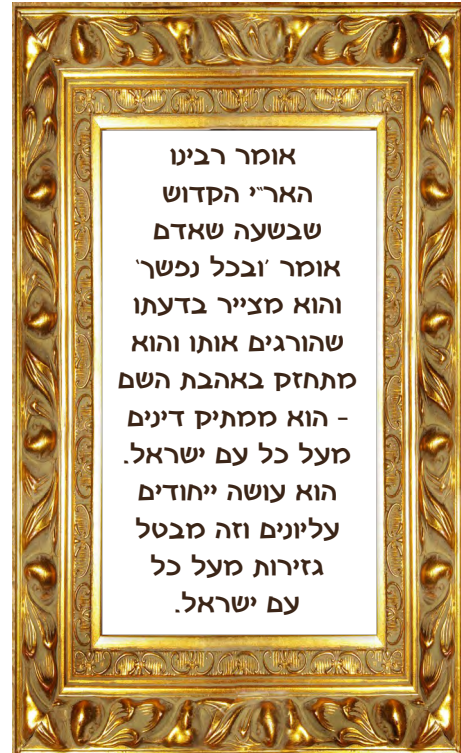 אומר רבינו
האר״י הקדוש
שבשעה שאדם
אומר ׳ובכל נפשך׳
והוא מצייר בדעתו
שהורגים אותו והוא
מתחזק באהבת השם
- הוא ממתיק דינים
מעל כל עם ישראל.
הוא עושה ייחודים
עליונים וזה מבטל
גזירות מעל כל
עם ישראל.